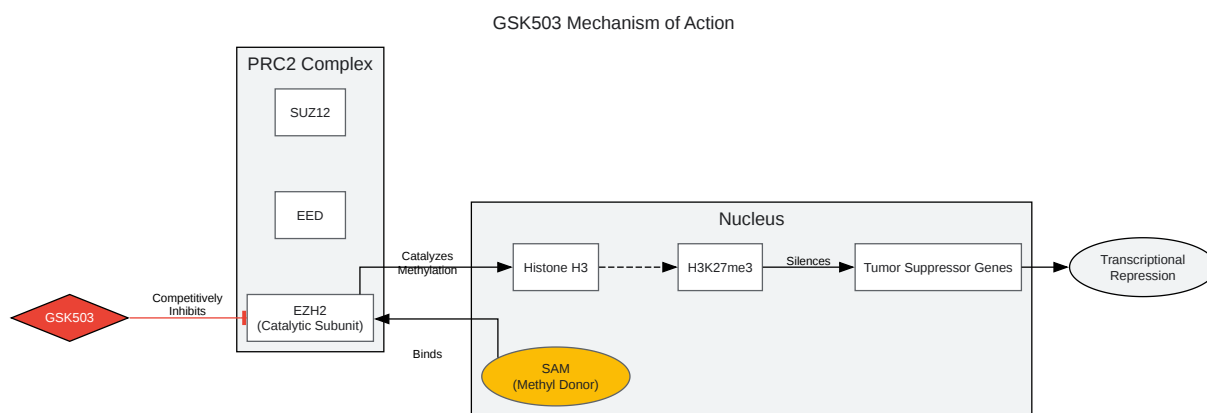 GSK503 Mechanism of Action
PRC2 Complex
SUZ12
EED
EZH2
(Catalytic Subunit)
GSK503
Competitively
Inhibits
Catalyzes
Methylation
Binds
Nucleus
Histone H3
H3K27me3
Silences
Tumor Suppressor Genes
SAM
(Methyl Donor)
Transcriptional
Repression